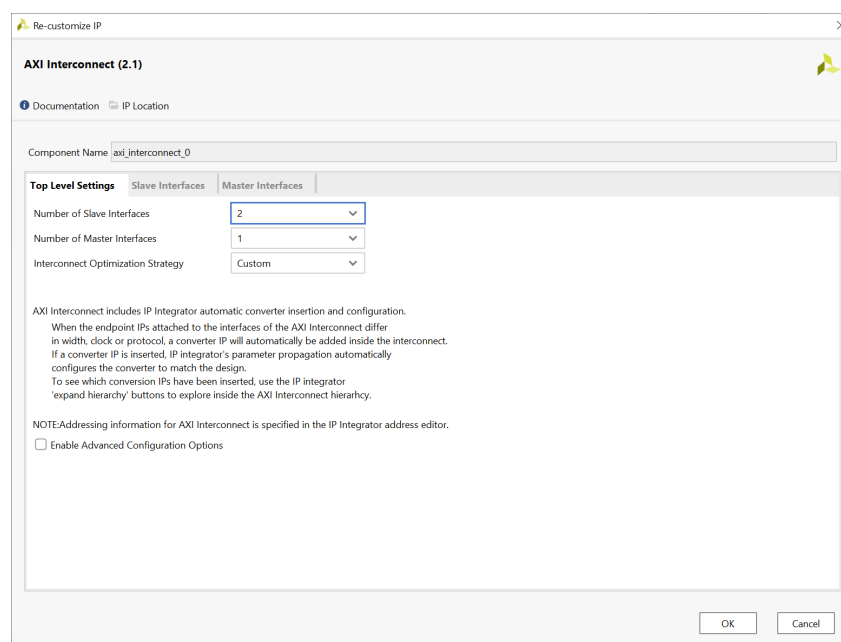 Re-customize IP
AXI Interconnect (2.1)
Documentation IP Location
Component Name axi_interconnect_0
Top Level Settings Slave Interfaces Master Interfaces
Number of Slave Interfaces 2
Number of Master Interfaces 1
Interconnect Optimization Strategy Custom
AXI Interconnect includes IP Integrator automatic converter insertion and configuration.
When the endpoint IPs attached to the interfaces of the AXI Interconnect differ
in width, clock or protocol, a converter IP will automatically be added inside the interconnect.
If a converter IP is inserted, IP integrator's parameter propagation automatically
configures the converter to match the design.
To see which conversion IPs have been inserted, use the IP integrator
'expand hierarchy' buttons to explore inside the AXI Interconnect hierarhcy.
NOTE:Addressing information for AXI Interconnect is specified in the IP Integrator address editor.
Enable Advanced Configuration Options
OK Cancel